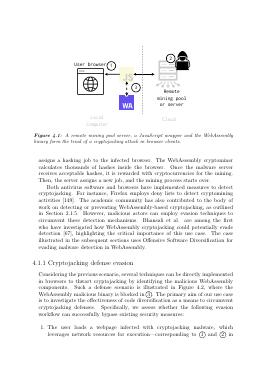 User browser
1
2
JS
3
WA
Remote
mining pool
or server
Local
computer
Cloud
Figure 4.1: A remote mining pool server, a JavaScript wrapper and the WebAssembly
binary form the triad of a cryptojacking attack in browser clients.
assigns a hashing job to the infected browser. The WebAssembly cryptominer
calculates thousands of hashes inside the browser. Once the malware server
receives acceptable hashes, it is rewarded with cryptocurrencies for the mining.
Then, the server assigns a new job, and the mining process starts over.
Both antivirus software and browsers have implemented measures to detect
cryptojacking. For instance, Firefox employs deny lists to detect cryptomining
activities [148]. The academic community has also contributed to the body of
work on detecting or preventing WebAssembly-based cryptojacking, as outlined
in Section 2.1.5. However, malicious actors can employ evasion techniques to
circumvent these detection mechanisms. Bhansali et al. are among the first
who have investigated how WebAssembly cryptojacking could potentially evade
detection [67], highlighting the critical importance of this use case. The case
illustrated in the subsequent sections uses Offensive Software Diversification for
evading malware detection in WebAssembly.
4.1.1 Cryptojacking defense evasion
Considering the previous scenario, several techniques can be directly implemented
in browsers to thwart cryptojacking by identifying the malicious WebAssembly
components. Such a defense scenario is illustrated in Figure 4.2, where the
WebAssembly malicious binary is blocked in 3. The primary aim of our use case
is to investigate the effectiveness of code diversification as a means to circumvent
cryptojacking defenses. Specifically, we assess whether the following evasion
workflow can successfully bypass existing security measures:
1. The user loads a webpage infected with cryptojacking malware, which
leverages network resources for execution—corresponding to 1 and 2 in